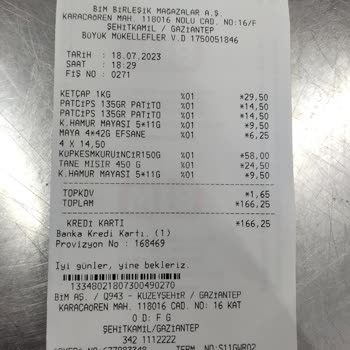 BİM BİRLEŞİK MAĞAZALAR A.Ş.
KARACAÖREN MAH. 118016 NOLU CAD. NO:16/F
ŞEHİTKAMİL / GAZİANTEP
BÜYÜK MÜKELLEFLER V.D 1750051846
TARİH : 18.07.2023
SAAT : 18:29
FİŞ NO : 0271
KETÇAP 1KG %01 *29,50
PATCİPS 135GR PATİTO %01 *14,50
PATCİPS 135GR PATİTO %01 *14,50
K.HAMUR MAYASI 5*11G %01 *9,50
MAYA 4*42G EFSANE %01 *6,25
4 X 14,50
KÜPKESMKURUİNCİR150G %01 *58,00
TANE MISIR 450 G %01 *24,50
K.HAMUR MAYASI 5*11G %01 *9,50
TOPKDV *1,65
TOPLAM *166,25
KREDİ KARTI *166,25
Banka Kredi Kartı. (1)
Provizyon No : 168469
İyi günler, yine bekleriz.
13348021807300490270
BİM AŞ. / Q943 - KUZEYŞEHİR / GAZİANTEP
KARACAÖREN MAH. 118016 NOLU CAD. NO: 16 KAT
0 D: F G
ŞEHİTKAMİL/GAZİANTEP
342 1112222